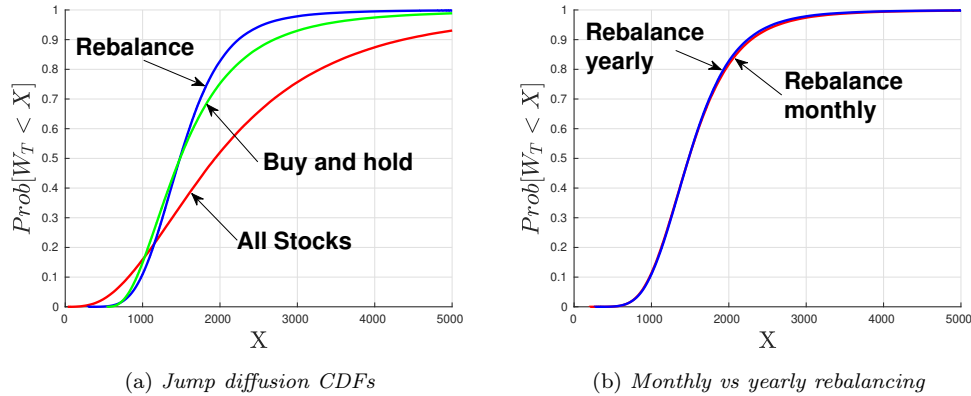 1
0.9
0.8
0.7
0.6
0.5
0.4
0.3
0.2
0.1
0
Prob[W_T < X]
Rebalance
Buy and hold
All Stocks
0 1000 2000 3000 4000 5000
X
(a) Jump diffusion CDFs
1
0.9
0.8
0.7
0.6
0.5
0.4
0.3
0.2
0.1
0
Prob[W_T < X]
Rebalance
yearly
Rebalance
monthly
0 1000 2000 3000 4000 5000
X
(b) Monthly vs yearly rebalancing